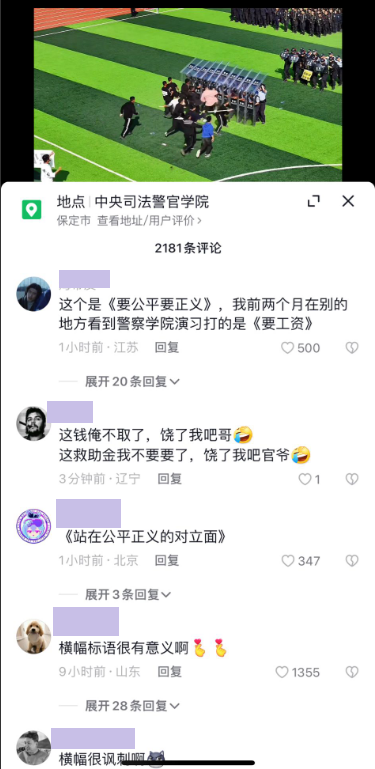 地点 | 中央司法警官学院
保定市 查看地址/用户评价 >
2181条评论
这个是《要公平要正义》，我前两个月在别的
地方看到警察学院演习打的是《要工资》
1小时前 · 江苏 回复 500
展开20条回复
这钱俺不取了，饶了我吧哥🤣
这救助金我不要要了，饶了我吧官爷🤣
3分钟前 · 辽宁 回复 1
《站在公平正义的对立面》
1小时前 · 北京 回复 347
展开3条回复
横幅标语很有意义啊🫰🫰
9小时前 · 山东 回复 1355
展开28条回复
横幅很讽刺啊